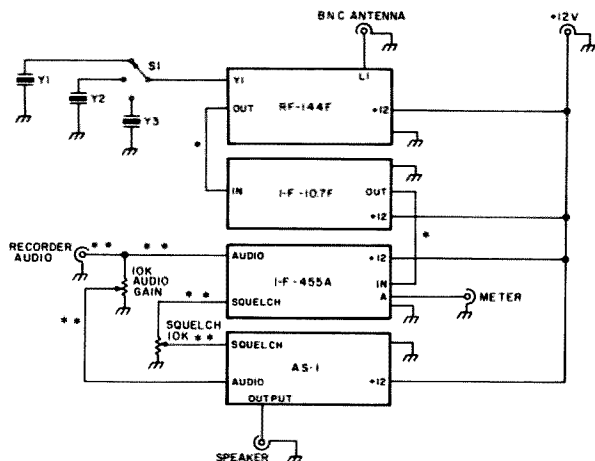 BNC ANTENNA
+12V
S1
Y1
Y2
Y3
Y1
L1
OUT
RF-144F
+12
*
IN
I-F-10.7F
OUT
+12
*
RECORDER
AUDIO
* *
* *
10K
AUDIO
GAIN
* *
AUDIO
I-F-455A
+12
IN
A
METER
* *
SQUELCH
SQUELCH
10K * *
SQUELCH
AS-1
AUDIO
+12
OUTPUT
SPEAKER